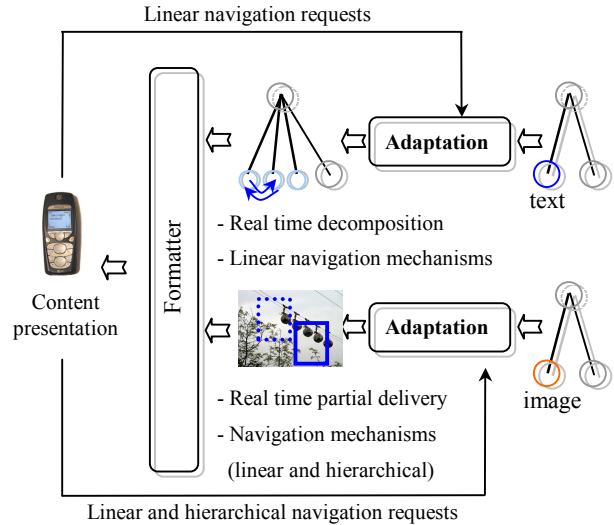 Linear navigation requests
Adaptation
text
- Real time decomposition
- Linear navigation mechanisms
Formatter
Content
presentation
Adaptation
image
- Real time partial delivery
- Navigation mechanisms
(linear and hierarchical)
Linear and hierarchical navigation requests